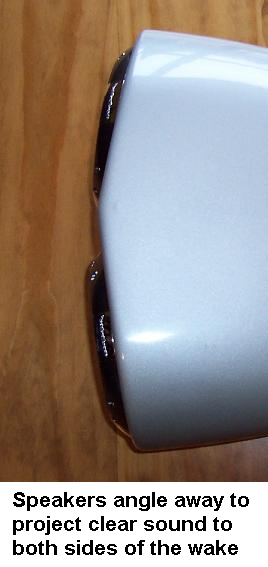 Speakers angle away to
project clear sound to
both sides of the wake